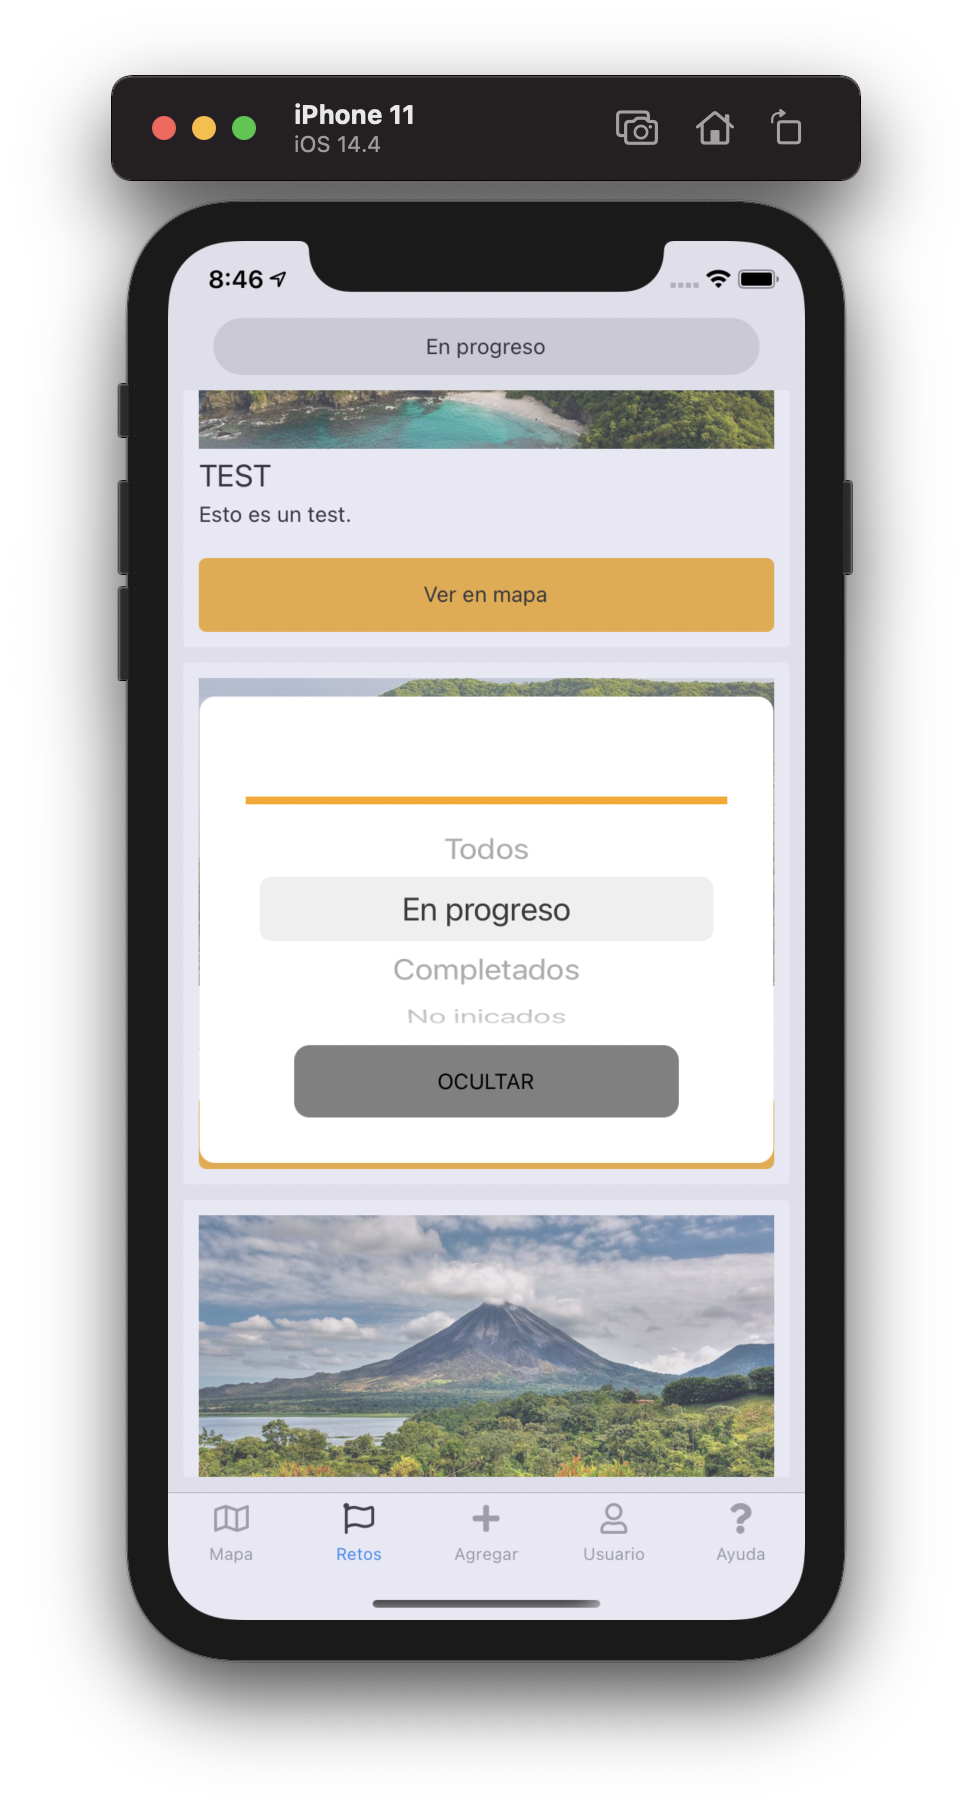 iPhone 11
iOS 14.4
8:46
En progreso
TEST
Esto es un test.
Ver en mapa
Todos
En progreso
Completados
No inicados
OCULTAR
Mapa
Retos
Agregar
Usuario
Ayuda